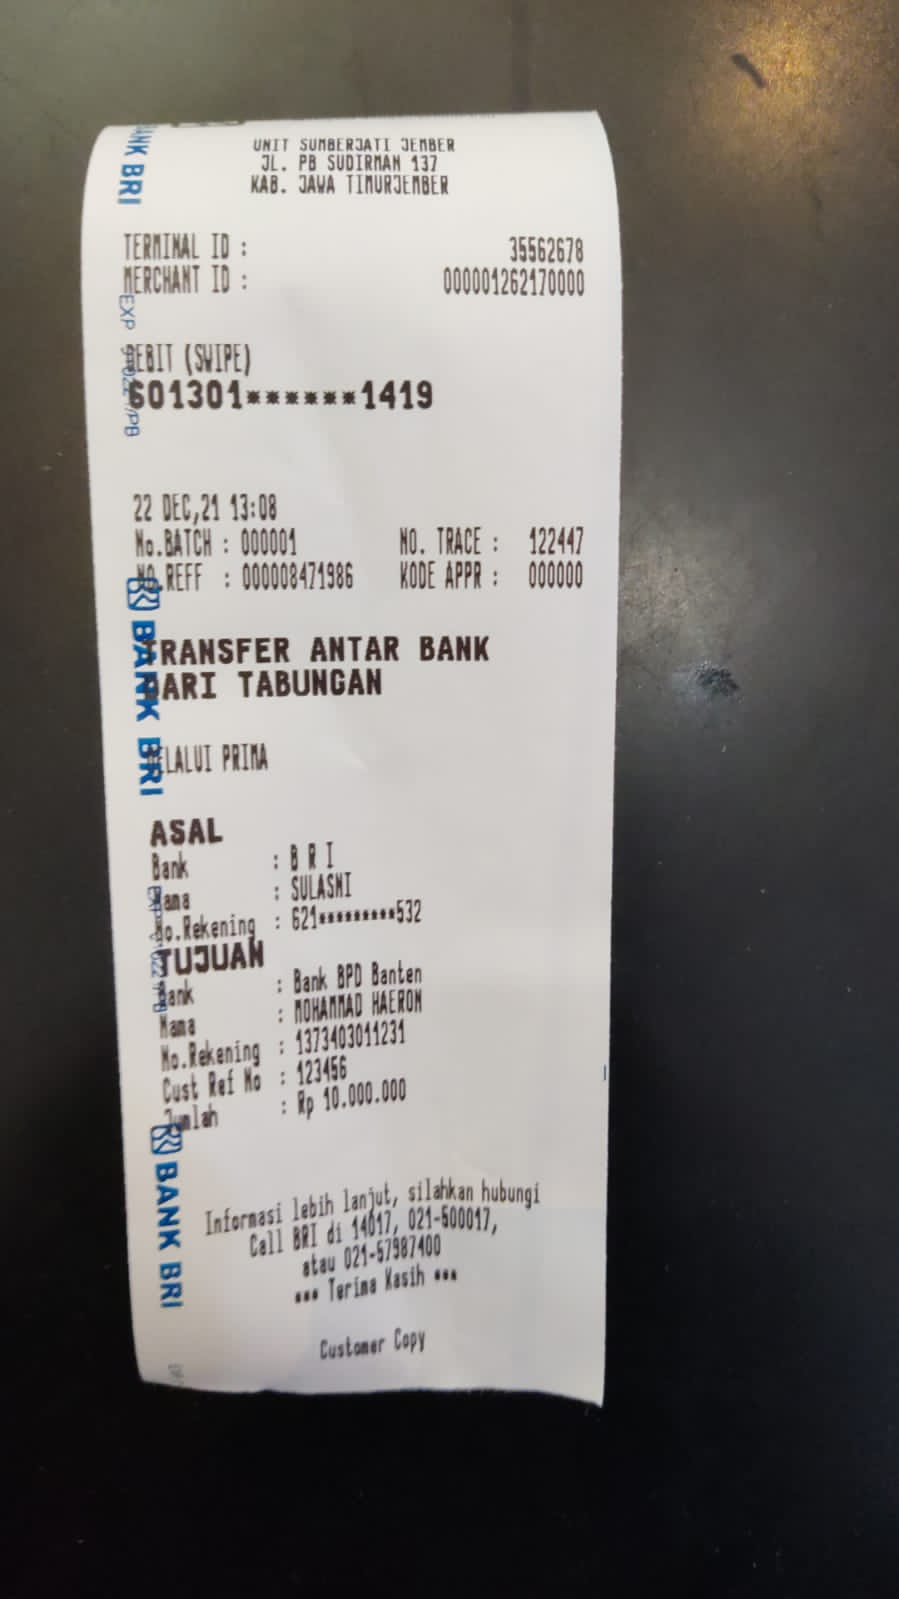 UNIT SUMBERJATI JEMBER
JL. PB SUDIRMAN 137
KAB. JAWA TIMURJEMBER
TERMINAL ID : 35562678
MERCHANT ID : 000001262170000
DEBIT (SWIPE)
601301******1419
22 DEC,21 13:08
No.BATCH : 000001 NO. TRACE : 122447
NO.REFF : 000008471986 KODE APPR : 000000
TRANSFER ANTAR BANK
DARI TABUNGAN
MELALUI PRIMA
ASAL
Bank : B R I
Nama : SULASMI
No.Rekening : 621*********532
TUJUAN
Bank : Bank BPD Banten
Nama : MOHAMMAD HAERON
No.Rekening : 1373403011231
Cust Ref No : 123456
Jumlah : Rp 10.000.000
Informasi lebih lanjut, silahkan hubungi
Call BRI di 14017, 021-500017,
atau 021-57987400
*** Terima Kasih ***
Customer Copy
BANK BRI
EXP
BANK BRI
BANK BRI